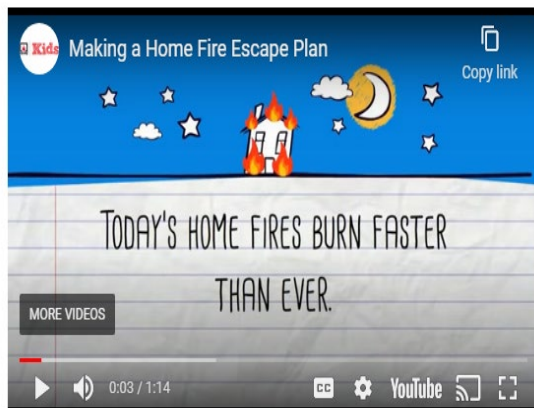 Kids Making a Home Fire Escape Plan
Copy link
TODAY'S HOME FIRES BURN FASTER
THAN EVER.
MORE VIDEOS
0:03 / 1:14
CC
YouTube